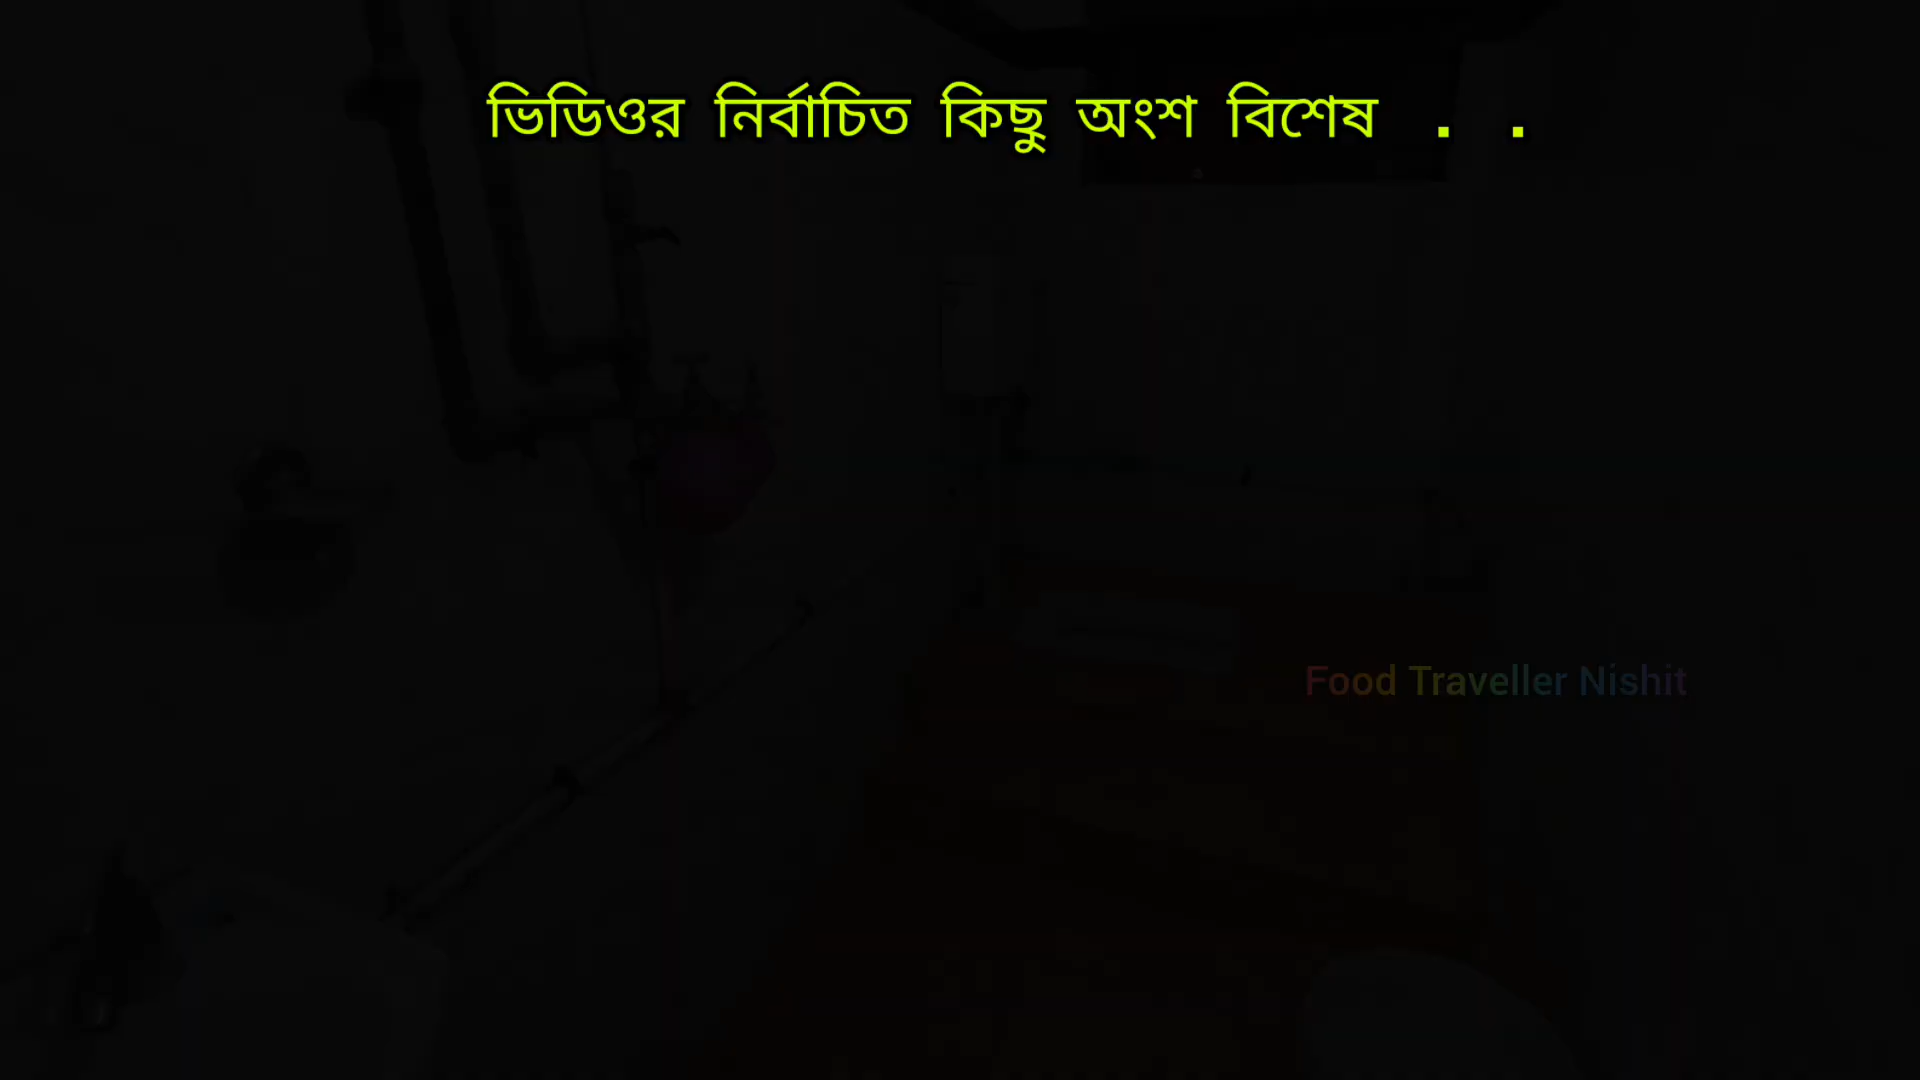 ভিডিওর নির্বাচিত কিছু অংশ বিশেষ . .
Food Traveller Nishit